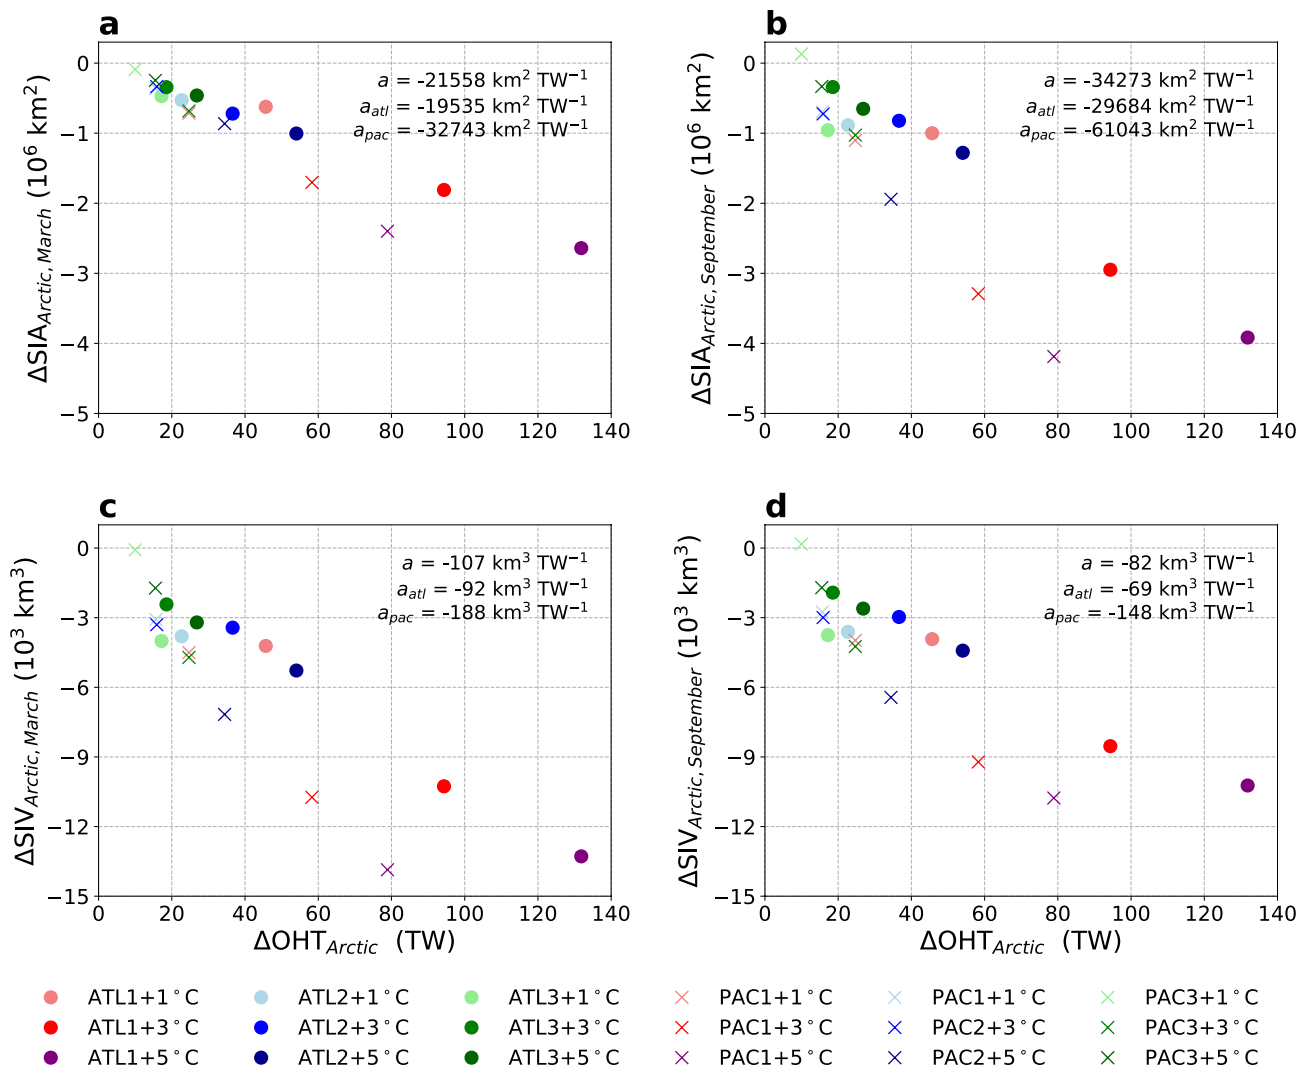 a
ΔSIA_Arctic, March (10⁶ km²)
0
−1
−2
−3
−4
−5
a = -21558 km² TW⁻¹
a_atl = -19535 km² TW⁻¹
a_pac = -32743 km² TW⁻¹
0 20 40 60 80 100 120 140
b
ΔSIA_Arctic, September (10⁶ km²)
0
−1
−2
−3
−4
−5
a = -34273 km² TW⁻¹
a_atl = -29684 km² TW⁻¹
a_pac = -61043 km² TW⁻¹
0 20 40 60 80 100 120 140
c
ΔSIV_Arctic, March (10³ km³)
0
−3
−6
−9
−12
−15
a = -107 km³ TW⁻¹
a_atl = -92 km³ TW⁻¹
a_pac = -188 km³ TW⁻¹
0 20 40 60 80 100 120 140
ΔOHT_Arctic (TW)
d
ΔSIV_Arctic, September (10³ km³)
0
−3
−6
−9
−12
−15
a = -82 km³ TW⁻¹
a_atl = -69 km³ TW⁻¹
a_pac = -148 km³ TW⁻¹
0 20 40 60 80 100 120 140
ΔOHT_Arctic (TW)
ATL1+1°C ATL2+1°C ATL3+1°C PAC1+1°C PAC1+1°C PAC3+1°C
ATL1+3°C ATL2+3°C ATL3+3°C PAC1+3°C PAC2+3°C PAC3+3°C
ATL1+5°C ATL2+5°C ATL3+5°C PAC1+5°C PAC2+5°C PAC3+5°C